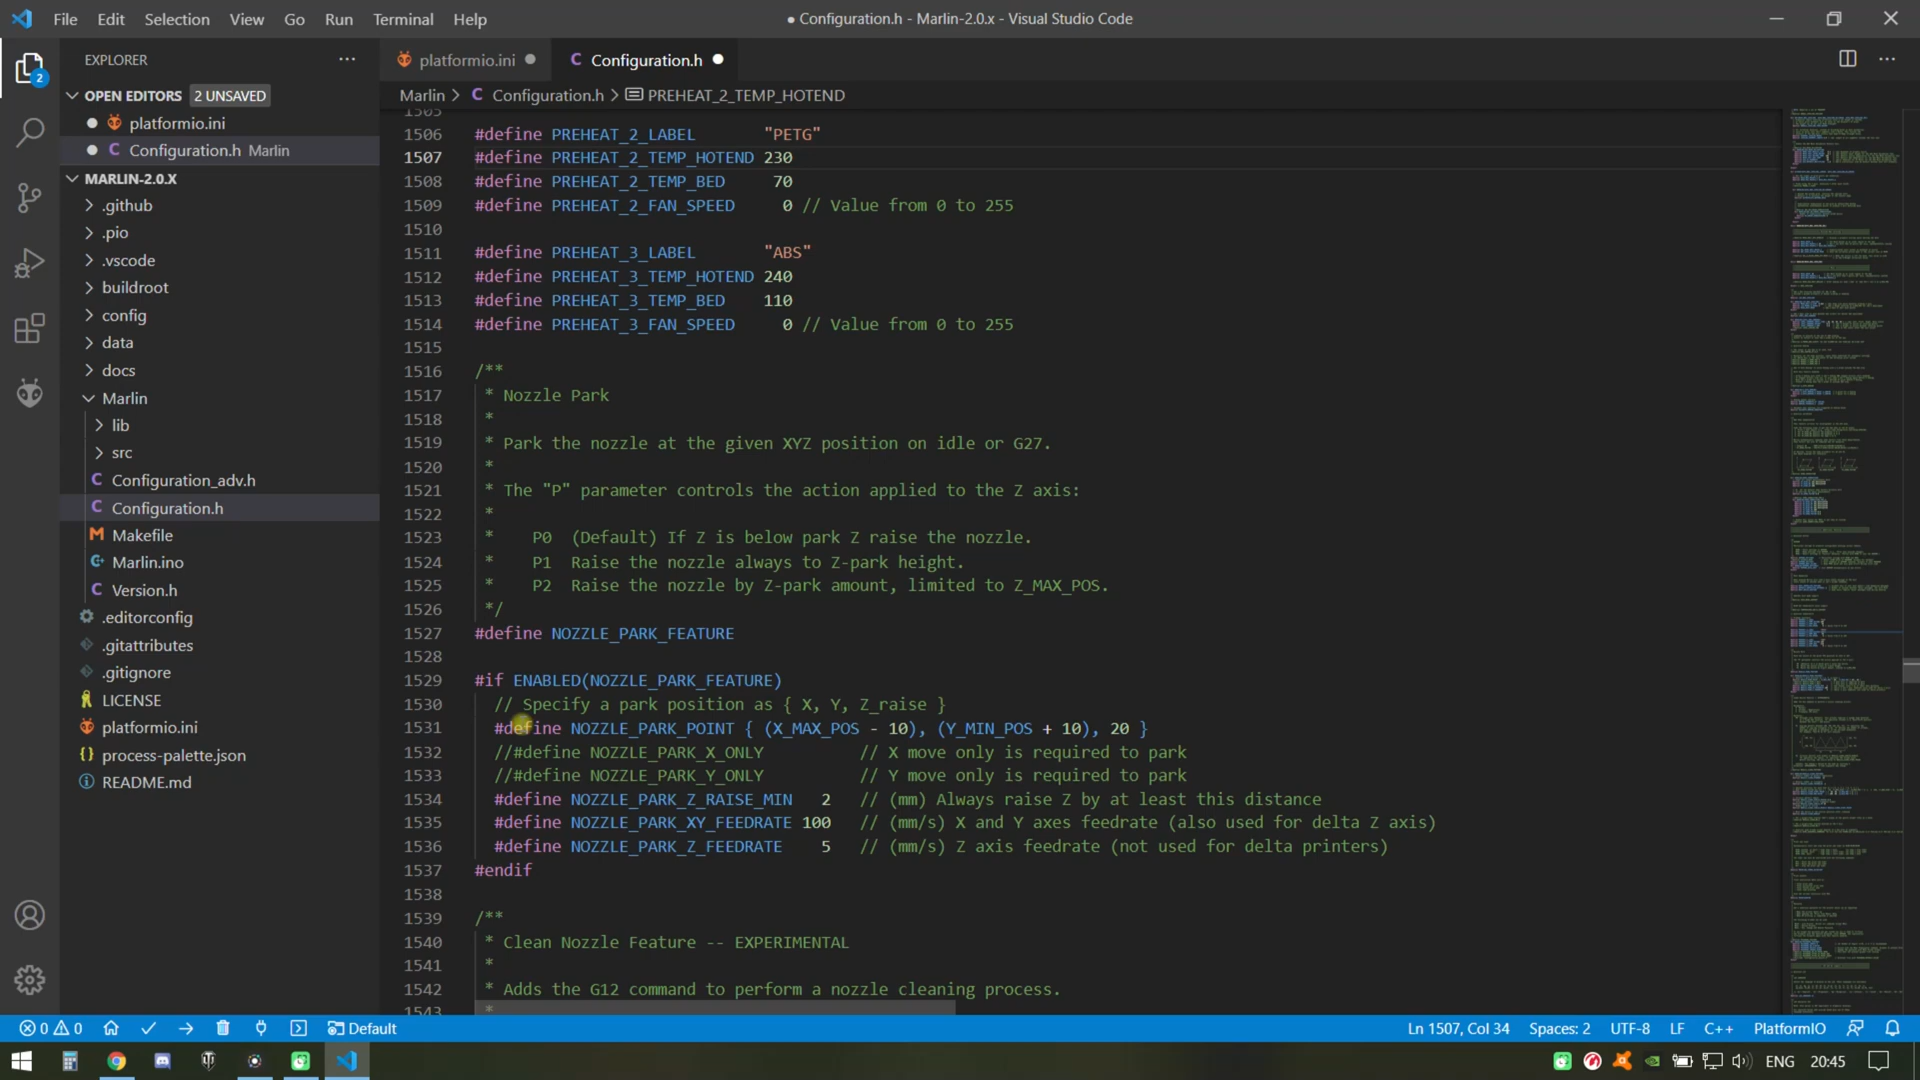 File Edit Selection View Go Run Terminal Help
● Configuration.h - Marlin-2.0.x - Visual Studio Code
EXPLORER
OPEN EDITORS 2 UNSAVED
platformio.ini
Configuration.h Marlin
MARLIN-2.0.X
.github
.pio
.vscode
buildroot
config
data
docs
Marlin
lib
src
Configuration_adv.h
Configuration.h
Makefile
Marlin.ino
Version.h
.editorconfig
.gitattributes
.gitignore
LICENSE
platformio.ini
process-palette.json
README.md
2
platformio.ini
Configuration.h
Marlin > C Configuration.h > PREHEAT_2_TEMP_HOTEND
1505
1506 #define PREHEAT_2_LABEL "PETG"
1507 #define PREHEAT_2_TEMP_HOTEND 230
1508 #define PREHEAT_2_TEMP_BED 70
1509 #define PREHEAT_2_FAN_SPEED 0 // Value from 0 to 255
1510
1511 #define PREHEAT_3_LABEL "ABS"
1512 #define PREHEAT_3_TEMP_HOTEND 240
1513 #define PREHEAT_3_TEMP_BED 110
1514 #define PREHEAT_3_FAN_SPEED 0 // Value from 0 to 255
1515
1516 /**
1517 * Nozzle Park
1518 *
1519 * Park the nozzle at the given XYZ position on idle or G27.
1520 *
1521 * The "P" parameter controls the action applied to the Z axis:
1522 *
1523 * P0 (Default) If Z is below park Z raise the nozzle.
1524 * P1 Raise the nozzle always to Z-park height.
1525 * P2 Raise the nozzle by Z-park amount, limited to Z_MAX_POS.
1526 */
1527 #define NOZZLE_PARK_FEATURE
1528
1529 #if ENABLED(NOZZLE_PARK_FEATURE)
1530 // Specify a park position as { X, Y, Z_raise }
1531 #define NOZZLE_PARK_POINT { (X_MAX_POS - 10), (Y_MIN_POS + 10), 20 }
1532 //#define NOZZLE_PARK_X_ONLY // X move only is required to park
1533 //#define NOZZLE_PARK_Y_ONLY // Y move only is required to park
1534 #define NOZZLE_PARK_Z_RAISE_MIN 2 // (mm) Always raise Z by at least this distance
1535 #define NOZZLE_PARK_XY_FEEDRATE 100 // (mm/s) X and Y axes feedrate (also used for delta Z axis)
1536 #define NOZZLE_PARK_Z_FEEDRATE 5 // (mm/s) Z axis feedrate (not used for delta printers)
1537 #endif
1538
1539 /**
1540 * Clean Nozzle Feature -- EXPERIMENTAL
1541 *
1542 * Adds the G12 command to perform a nozzle cleaning process.
1543 *
0 0 Default
Ln 1507, Col 34 Spaces: 2 UTF-8 LF C++ PlatformIO
ENG 20:45